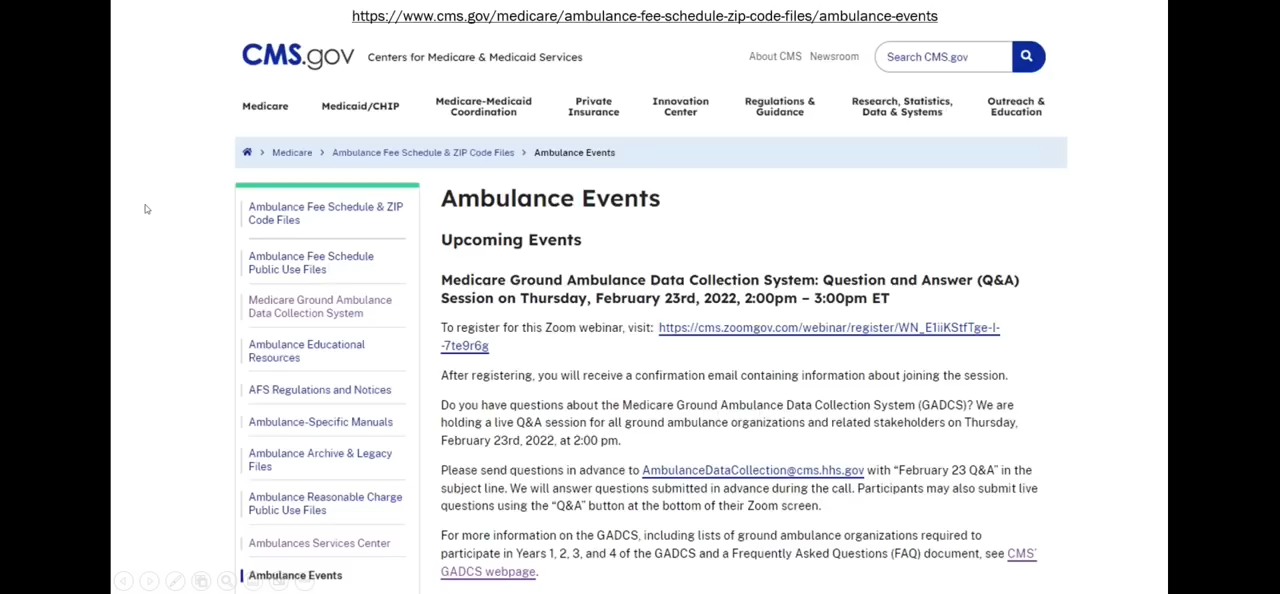 https://www.cms.gov/medicare/ambulance-fee-schedule-zip-code-files/ambulance-events
CMS.gov Centers for Medicare & Medicaid Services
About CMS Newsroom
Search CMS.gov
Medicare
Medicaid/CHIP
Medicare-Medicaid
Coordination
Private
Insurance
Innovation
Center
Regulations &
Guidance
Research, Statistics,
Data & Systems
Outreach &
Education
Medicare > Ambulance Fee Schedule & ZIP Code Files > Ambulance Events
Ambulance Fee Schedule & ZIP
Code Files
Ambulance Fee Schedule
Public Use Files
Medicare Ground Ambulance
Data Collection System
Ambulance Educational
Resources
AFS Regulations and Notices
Ambulance-Specific Manuals
Ambulance Archive & Legacy
Files
Ambulance Reasonable Charge
Public Use Files
Ambulances Services Center
Ambulance Events
Ambulance Events
Upcoming Events
Medicare Ground Ambulance Data Collection System: Question and Answer (Q&A)
Session on Thursday, February 23rd, 2022, 2:00pm – 3:00pm ET
To register for this Zoom webinar, visit: https://cms.zoomgov.com/webinar/register/WN_E1iiKStfTge-I-
-7te9r6g
After registering, you will receive a confirmation email containing information about joining the session.
Do you have questions about the Medicare Ground Ambulance Data Collection System (GADCS)? We are
holding a live Q&A session for all ground ambulance organizations and related stakeholders on Thursday,
February 23rd, 2022, at 2:00 pm.
Please send questions in advance to AmbulanceDataCollection@cms.hhs.gov with “February 23 Q&A” in the
subject line. We will answer questions submitted in advance during the call. Participants may also submit live
questions using the “Q&A” button at the bottom of their Zoom screen.
For more information on the GADCS, including lists of ground ambulance organizations required to
participate in Years 1, 2, 3, and 4 of the GADCS and a Frequently Asked Questions (FAQ) document, see CMS’
GADCS webpage.